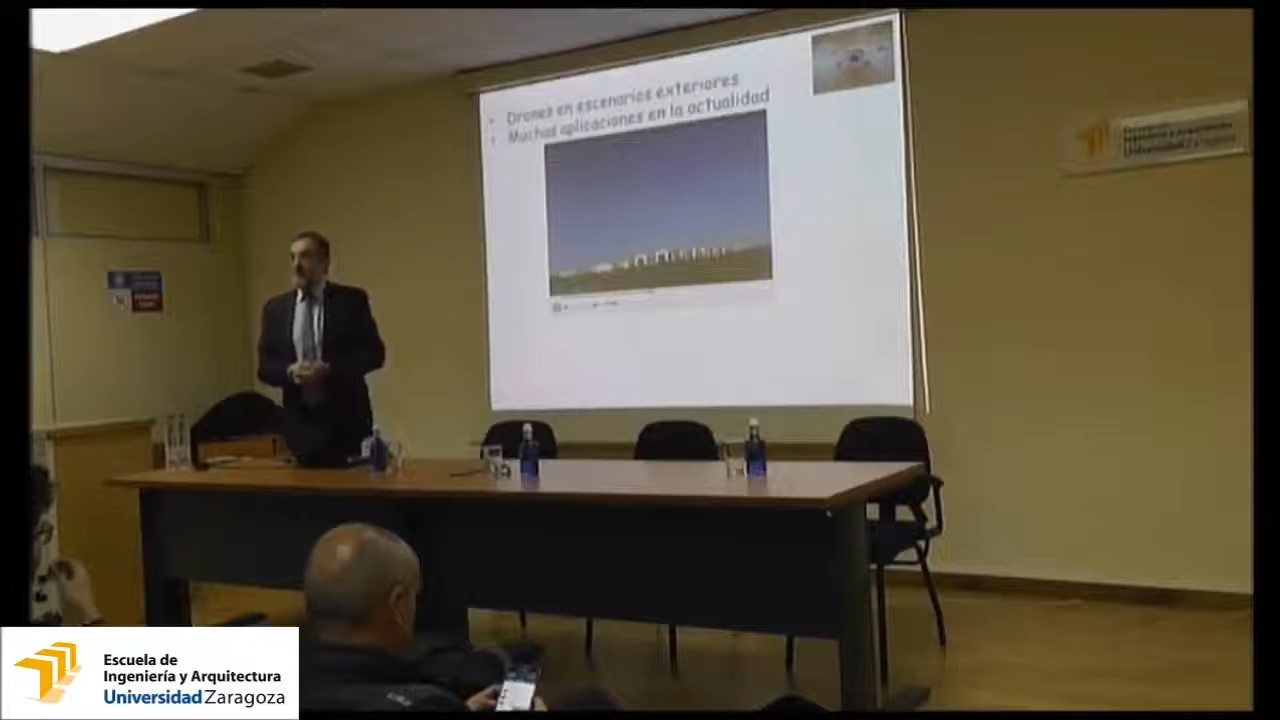 • Drones en escenarios exteriores
• Muchas aplicaciones en la actualidad
Escuela de
Ingeniería y Arquitectura
Universidad Zaragoza